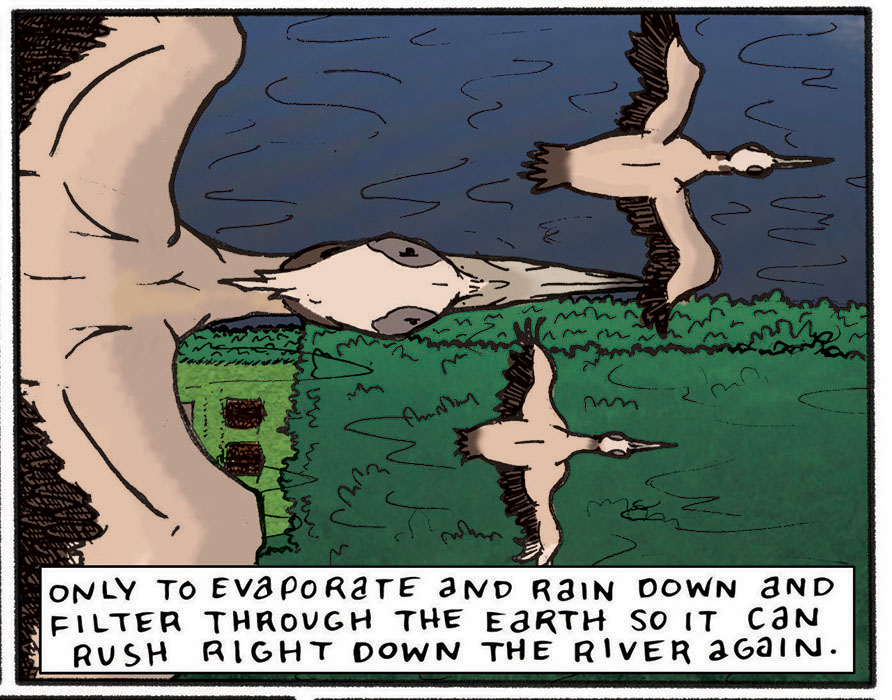 ONLY TO EVaPORaTE aND RaIN DOWN aND
FILTER THROUGH THE EaRTH SO IT CaN
RUSH RIGHT DOWN THE RIVER aGaIN.